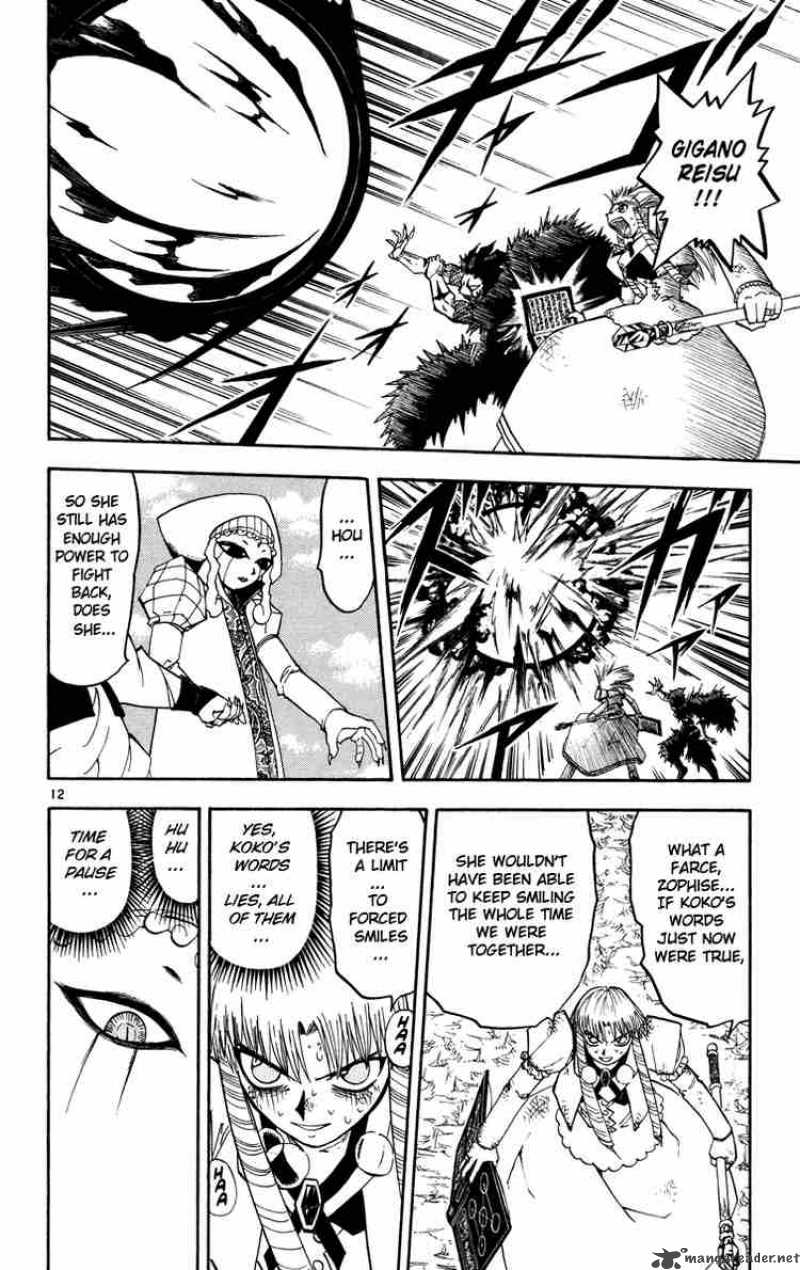 GIGANO
REISU
!!!
...
HOU
...
SO SHE
STILL HAS
ENOUGH
POWER TO
FIGHT
BACK,
DOES
SHE...
12
WHAT A
FARCE,
ZOPHISE...
IF KOKO'S
WORDS
JUST NOW
WERE TRUE,
SHE WOULDN'T
HAVE BEEN ABLE
TO KEEP SMILING
THE WHOLE TIME
WE WERE
TOGETHER...
THERE'S
A LIMIT
...
TO
FORCED
SMILES
...
YES,
KOKO'S
WORDS
...
LIES, ALL
OF THEM
...
HAA
HAA
HU
HU...
TIME
FOR A
PAUSE
...
mangareader.net